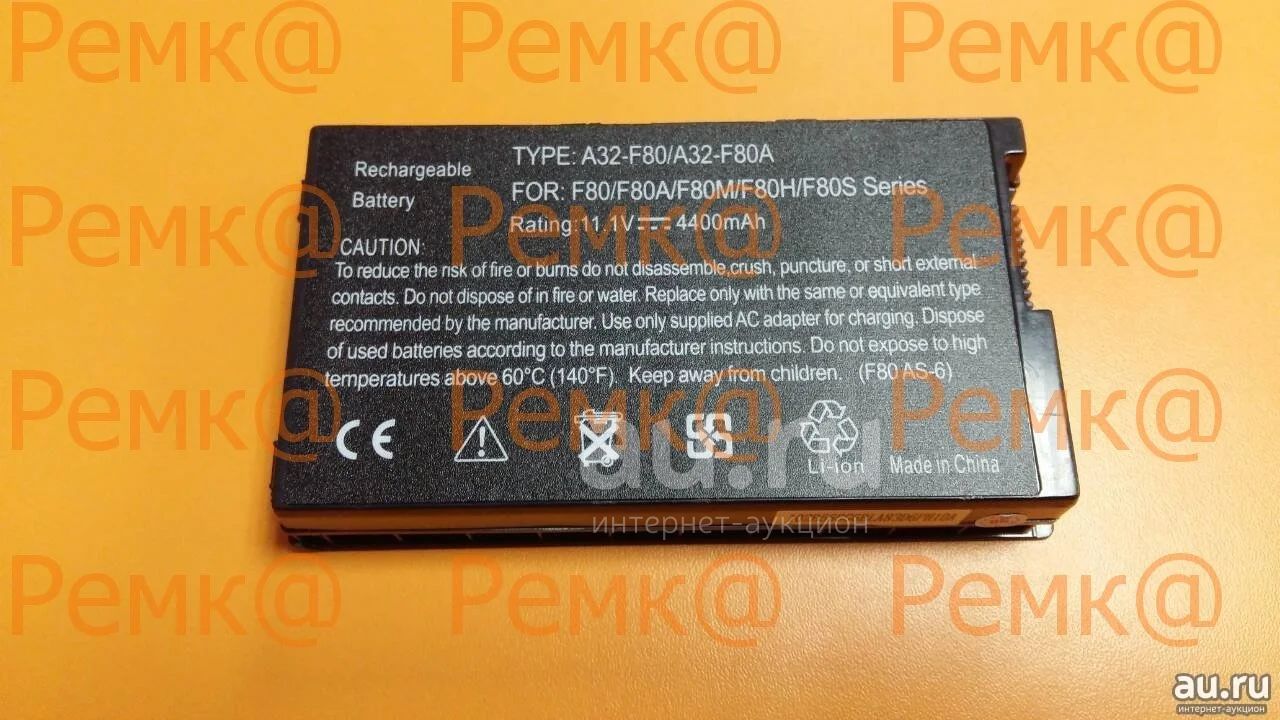 Ремк@ Ремк@ Ремк@
Rechargeable
Battery
TYPE: A32-F80/A32-F80A
FOR: F80/F80A/F80M/F80H/F80S Series
Rating:11.1V 4400mAh
Ремк@ Ремк@ Ремк@
CAUTION:
To reduce the risk of fire or burns do not disassemble,crush, puncture, or short external
contacts. Do not dispose of in fire or water. Replace only with the same or equivalent type
recommended by the manufacturer. Use only supplied AC adapter for charging. Dispose
of used batteries according to the manufacturer instructions. Do not expose to high
temperatures above 60°C (140°F). Keep away from children. (F80 AS-6)
Ремк@ Ремк@ Ремк@
CE
Li-ion Made in China
au.ru
интернет-аукцион
Ремк@ Ремк@ Ремк@
au.ru
интернет-аукцион